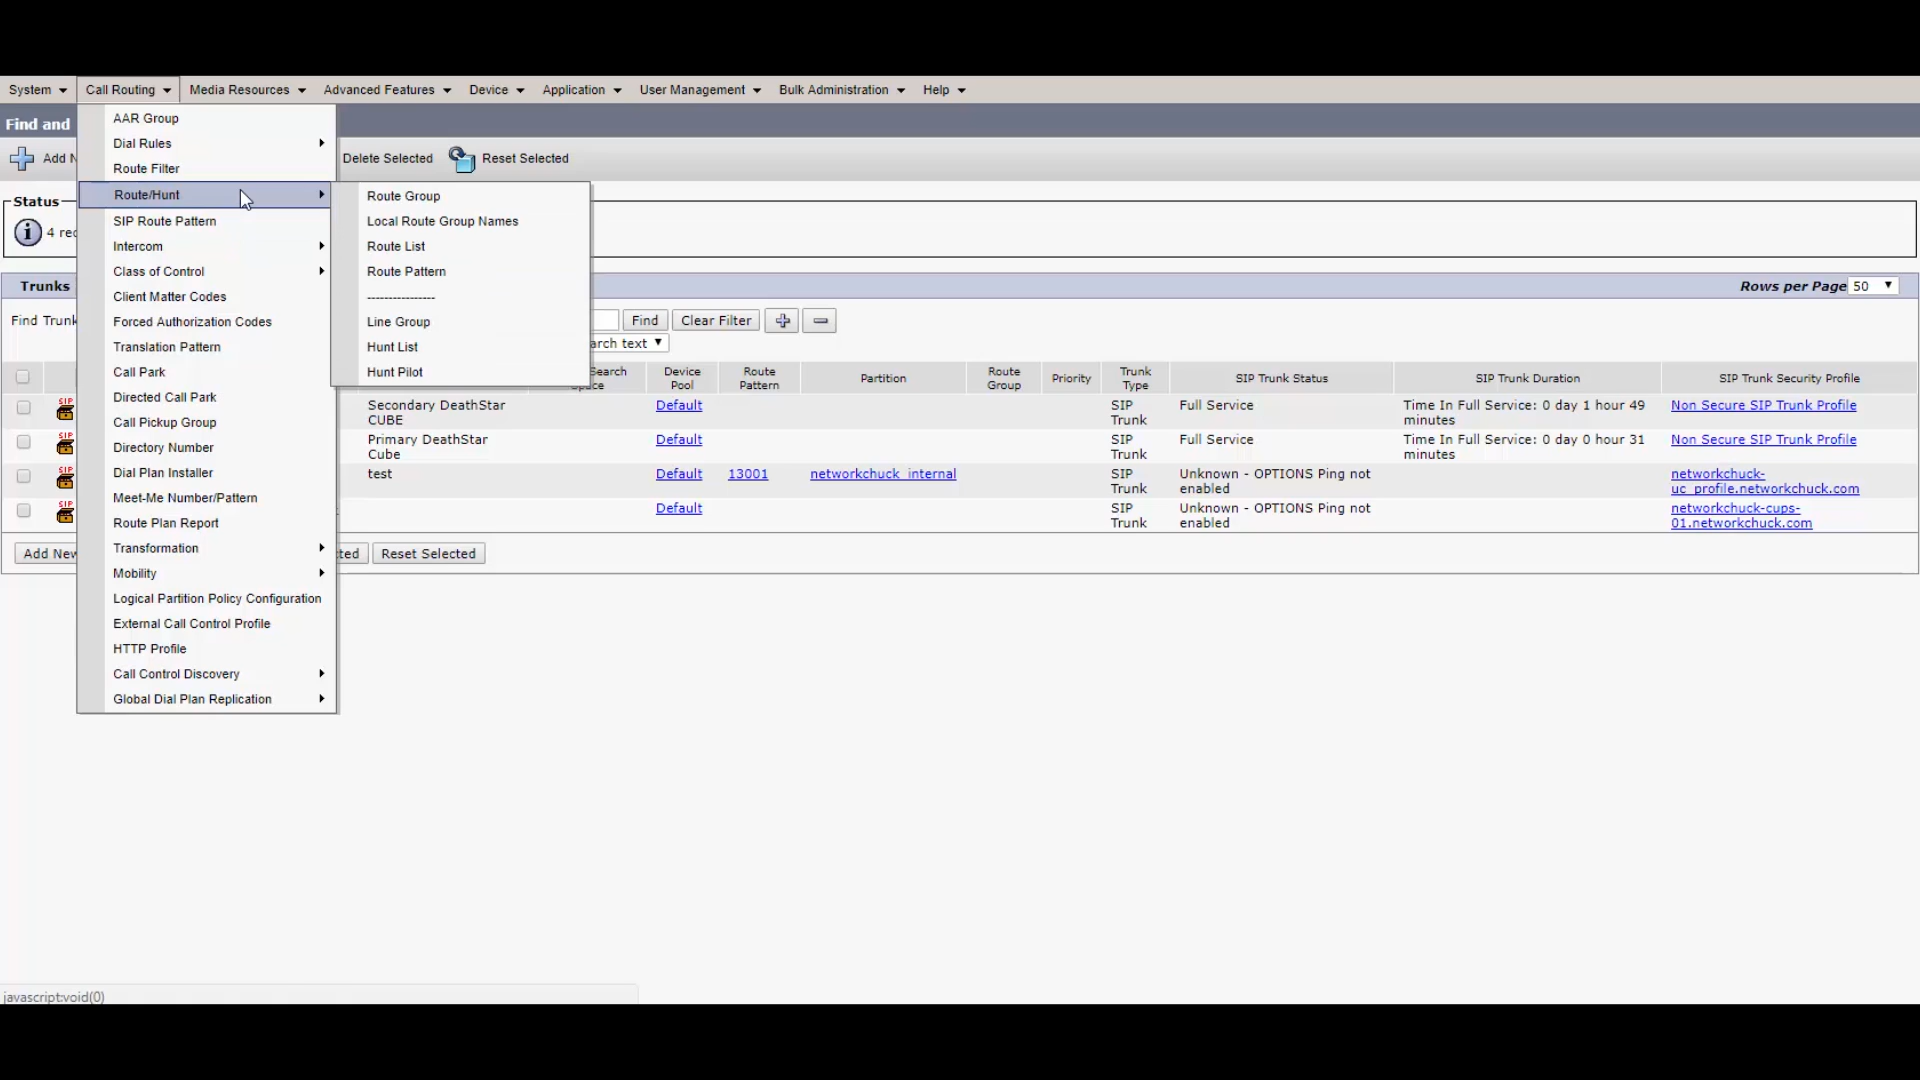 System Call Routing Media Resources Advanced Features Device Application User Management Bulk Administration Help
Find and
Add N Delete Selected Reset Selected
Status
4 rec
AAR Group
Dial Rules
Route Filter
Route/Hunt
SIP Route Pattern
Intercom
Class of Control
Client Matter Codes
Forced Authorization Codes
Translation Pattern
Call Park
Directed Call Park
Call Pickup Group
Directory Number
Dial Plan Installer
Meet-Me Number/Pattern
Route Plan Report
Transformation
Mobility
Logical Partition Policy Configuration
External Call Control Profile
HTTP Profile
Call Control Discovery
Global Dial Plan Replication
Route Group
Local Route Group Names
Route List
Route Pattern
----------------
Line Group
Hunt List
Hunt Pilot
Trunks Rows per Page 50
Find Trunk Find Clear Filter
arch text
Search Device Route Partition Route Priority Trunk SIP Trunk Status SIP Trunk Duration SIP Trunk Security Profile
Pool Pattern Group Type
SIP Secondary DeathStar Default SIP Full Service Time In Full Service: 0 day 1 hour 49 Non Secure SIP Trunk Profile
CUBE Trunk minutes
SIP Primary DeathStar Default SIP Full Service Time In Full Service: 0 day 0 hour 31 Non Secure SIP Trunk Profile
Cube Trunk minutes
SIP test Default 13001 networkchuck_internal SIP Unknown - OPTIONS Ping not networkchuck-
Trunk enabled uc_profile.networkchuck.com
SIP Default SIP Unknown - OPTIONS Ping not networkchuck-cups-
Trunk enabled 01.networkchuck.com
Add New ted Reset Selected
javascript:void(0)